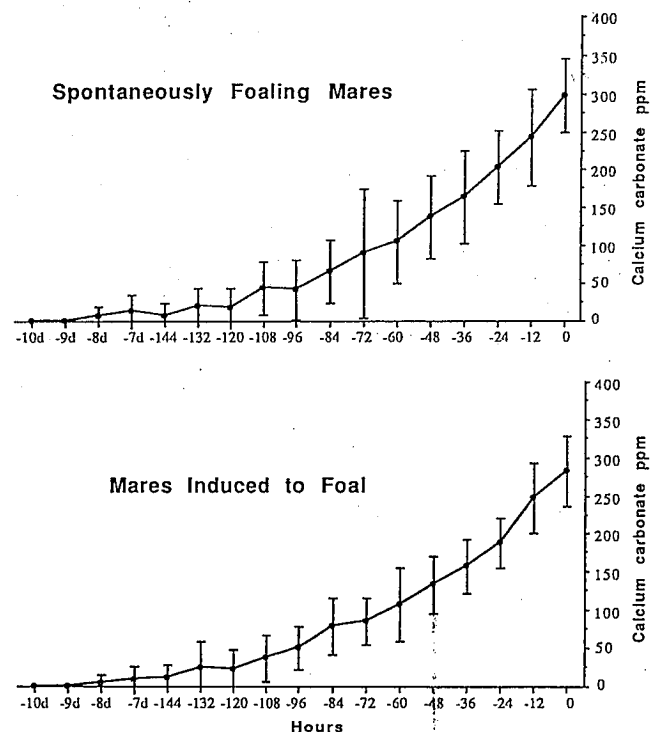 400
350
Spontaneously Foaling Mares
300
250
200
150
100
50
0
Calcium carbonate ppm
-10d -9d -8d -7d -144 -132 -120 -108 -96 -84 -72 -60 -48 -36 -24 -12 0
400
350
300
Mares Induced to Foal
250
200
150
100
50
0
Calcium carbonate ppm
-10d -9d -8d -7d -144 -132 -120 -108 -96 -84 -72 -60 -48 -36 -24 -12 0
Hours